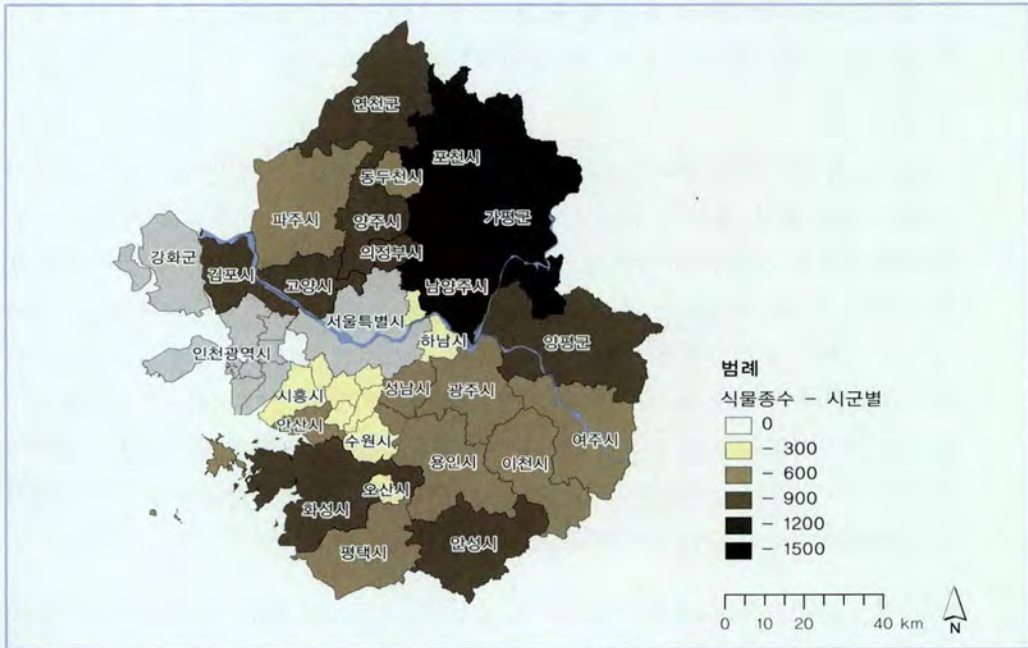 연천군
포천시
동두천시
가평군
파주시
양주시
의정부시
강화군
김포시
고양시
남양주시
서울특별시
하남시
양평군
인천광역시
성남시
광주시
시흥시
안산시
수원시
여주시
용인시
이천시
오산시
화성시
평택시
안성시
범례
식물종수 - 시군별
0
- 300
- 600
- 900
- 1200
- 1500
0 10 20 40 km
N